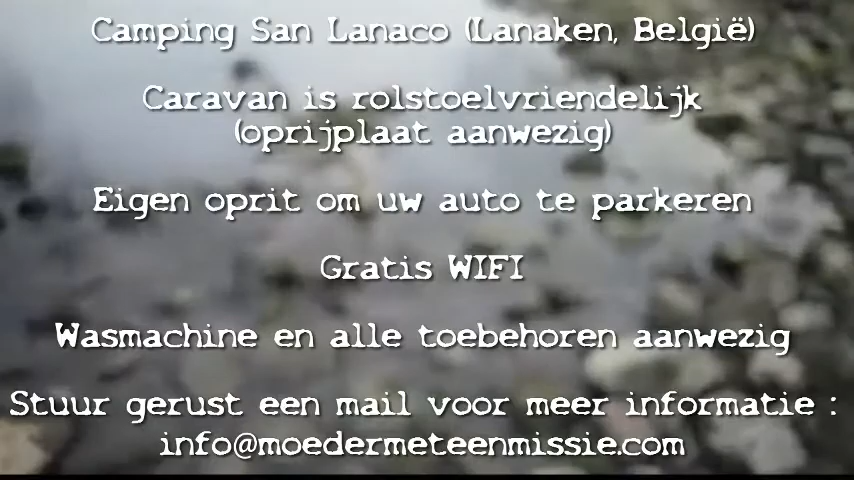 Camping San Lanaco (Lanaken, België)
Caravan is rolstoelvriendelijk
(oprijplaat aanwezig)
Eigen oprit om uw auto te parkeren
Gratis WIFI
Wasmachine en alle toebehoren aanwezig
Stuur gerust een mail voor meer informatie :
info@moedermeteenmissie.com